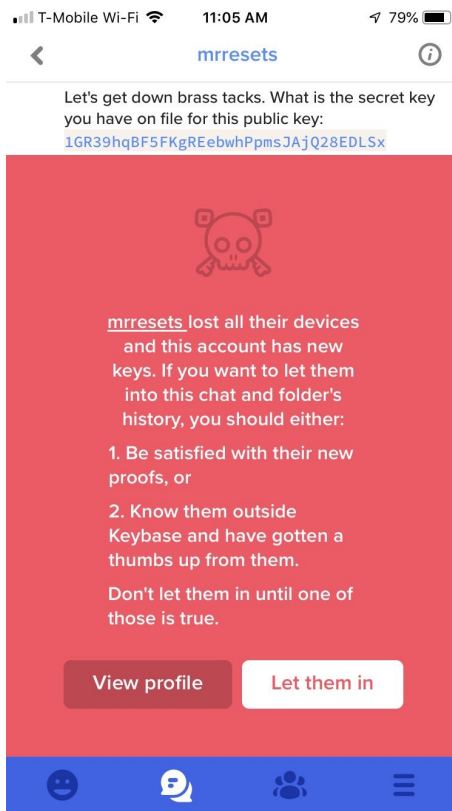 T-Mobile Wi-Fi 11:05 AM 79%
mrresets
Let's get down brass tacks. What is the secret key
you have on file for this public key:
1GR39hqBF5FKgREebwhPpmsJAjQ28EDLSx
mrresets lost all their devices
and this account has new
keys. If you want to let them
into this chat and folder's
history, you should either:
1. Be satisfied with their new
proofs, or
2. Know them outside
Keybase and have gotten a
thumbs up from them.
Don't let them in until one of
those is true.
View profile Let them in